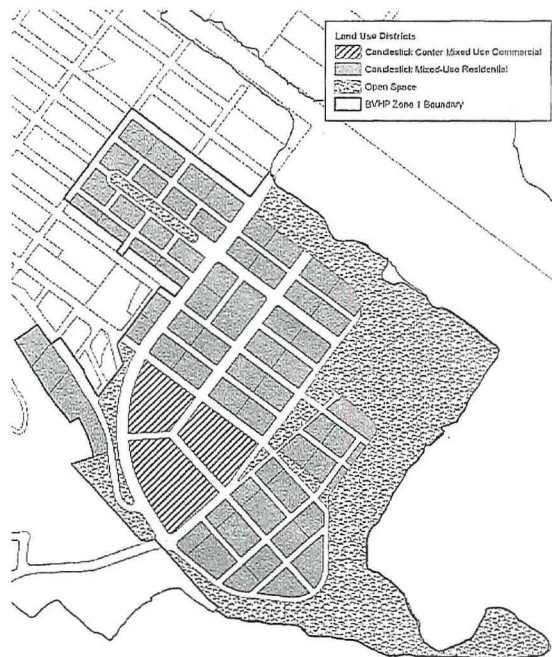 Land Use Districts
Candlestick Center Mixed Use Commercial
Candlestick Mixed-Use Residential
Open Space
BVHP Zone 1 Boundary